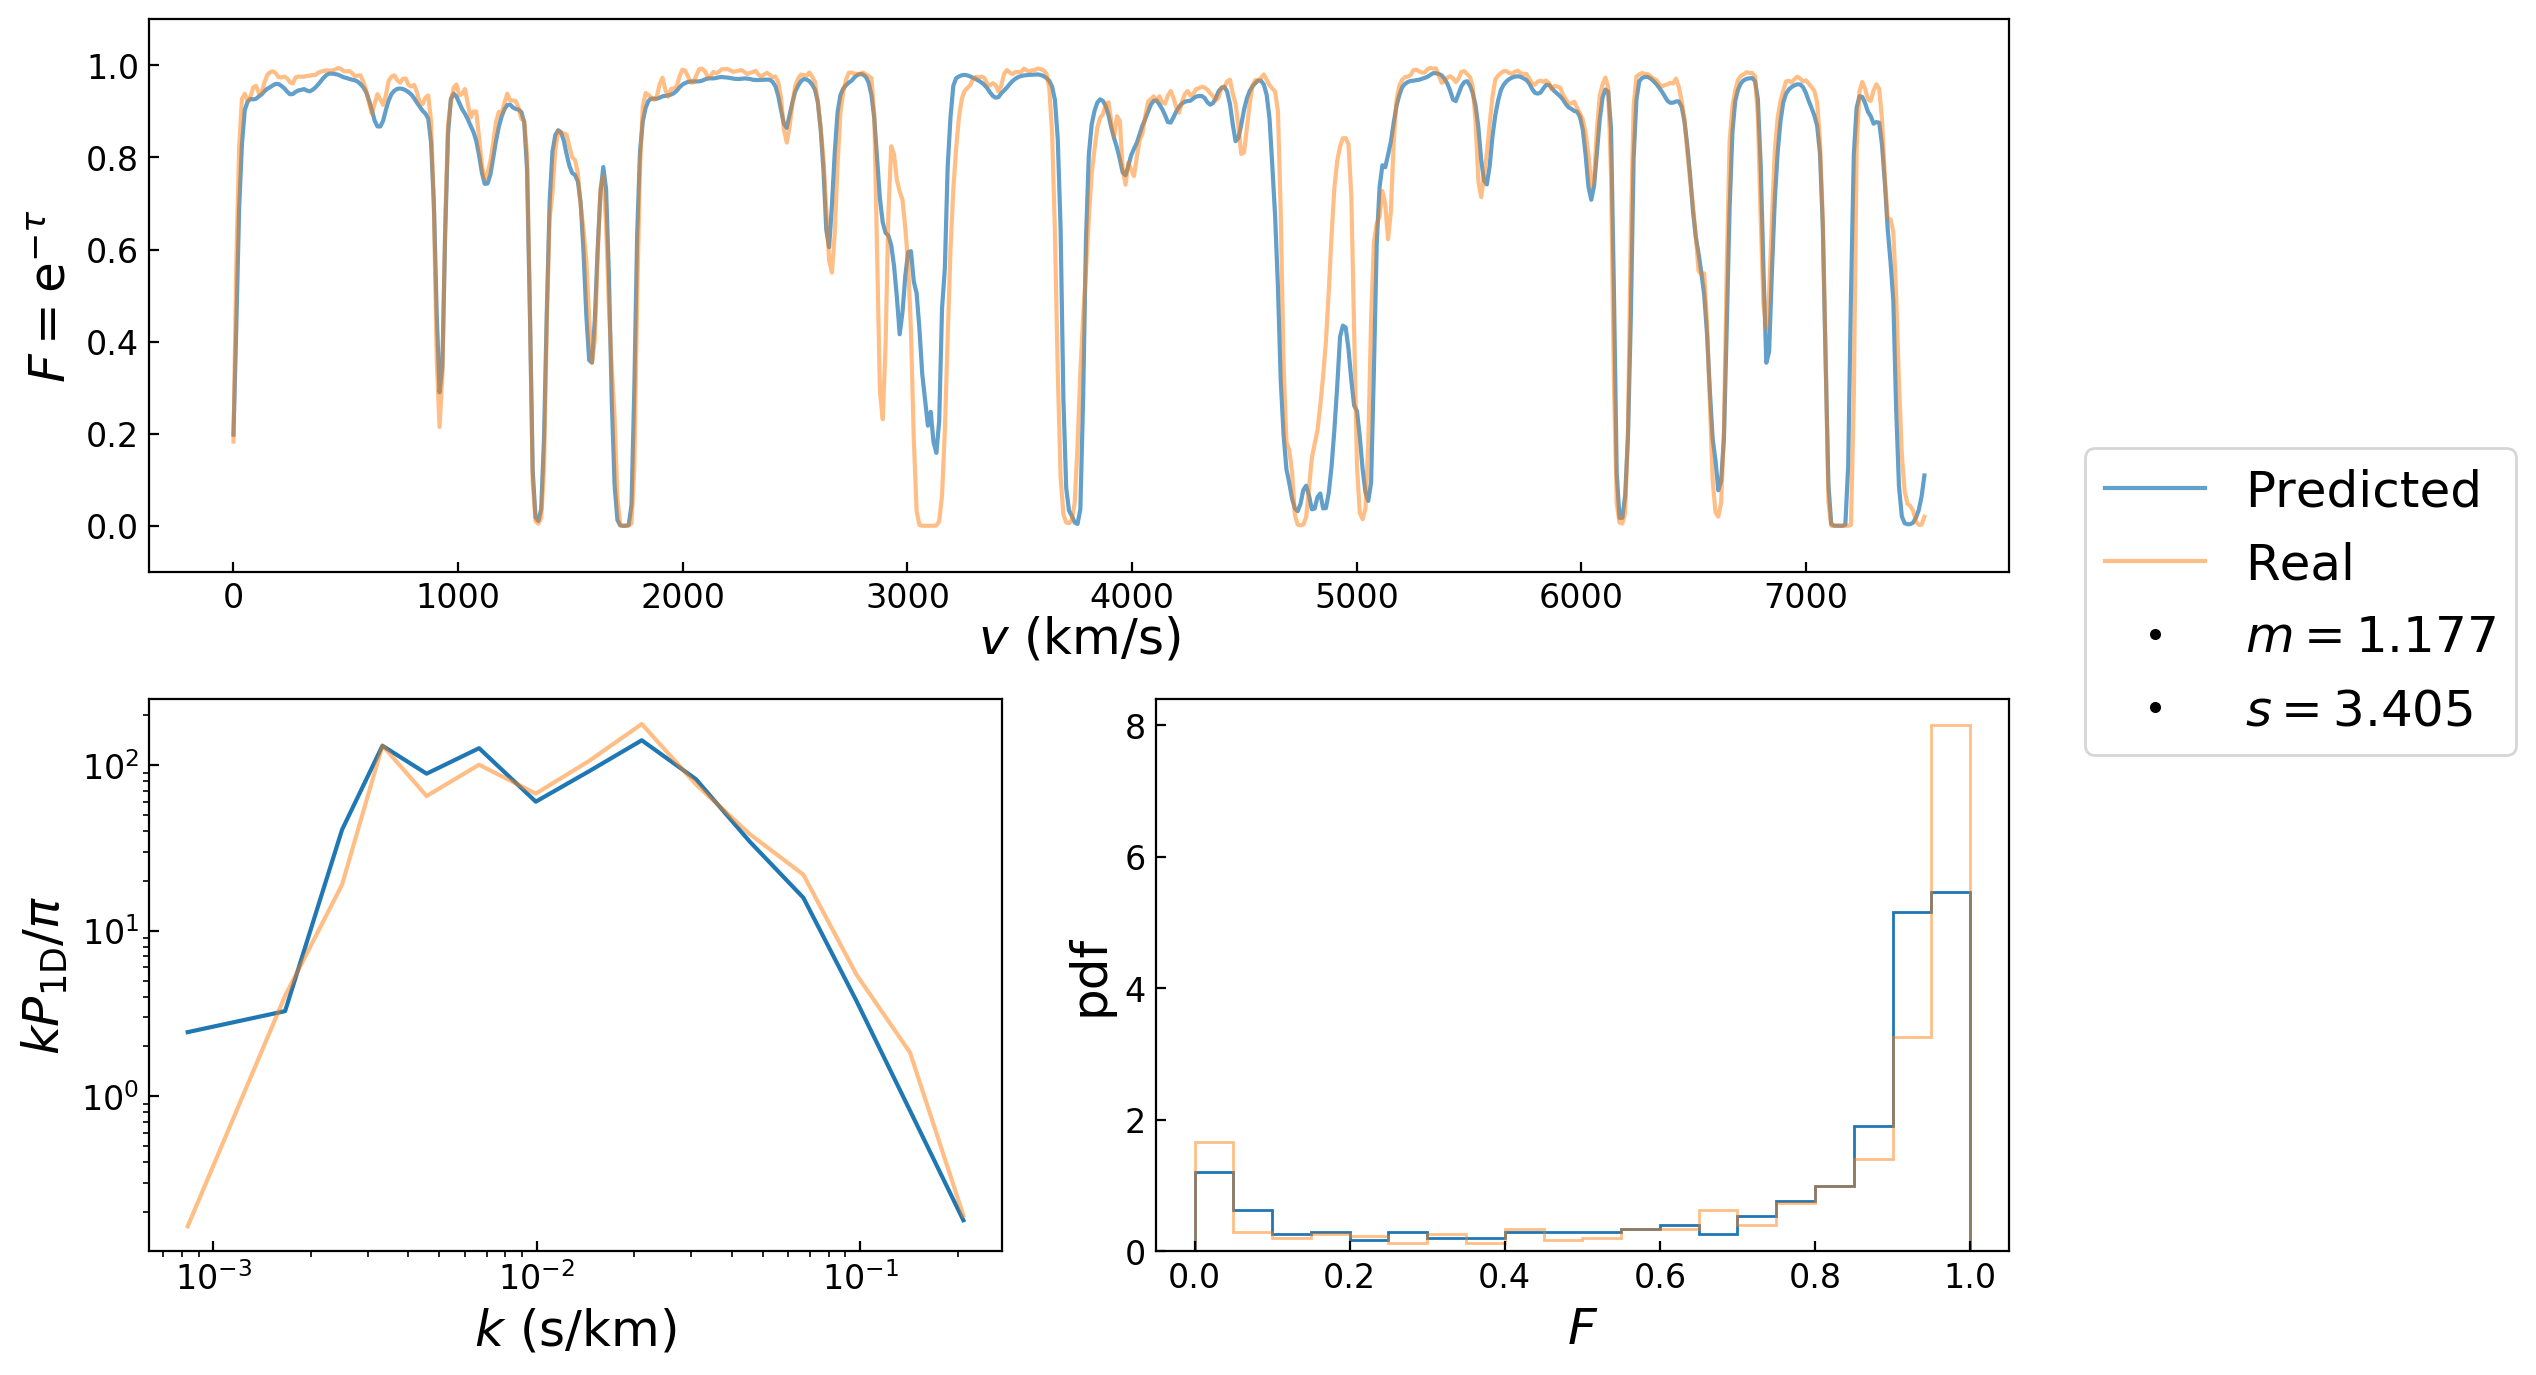 1.0
0.8
0.6
0.4
0.2
0.0
F = e^{-τ}
0 1000 2000 3000 4000 5000 6000 7000
v (km/s)
Predicted
Real
m = 1.177
s = 3.405
10^2
10^1
10^0
kP_{1D}/π
10^{-3} 10^{-2} 10^{-1}
k (s/km)
8
6
4
2
0
pdf
0.0 0.2 0.4 0.6 0.8 1.0
F